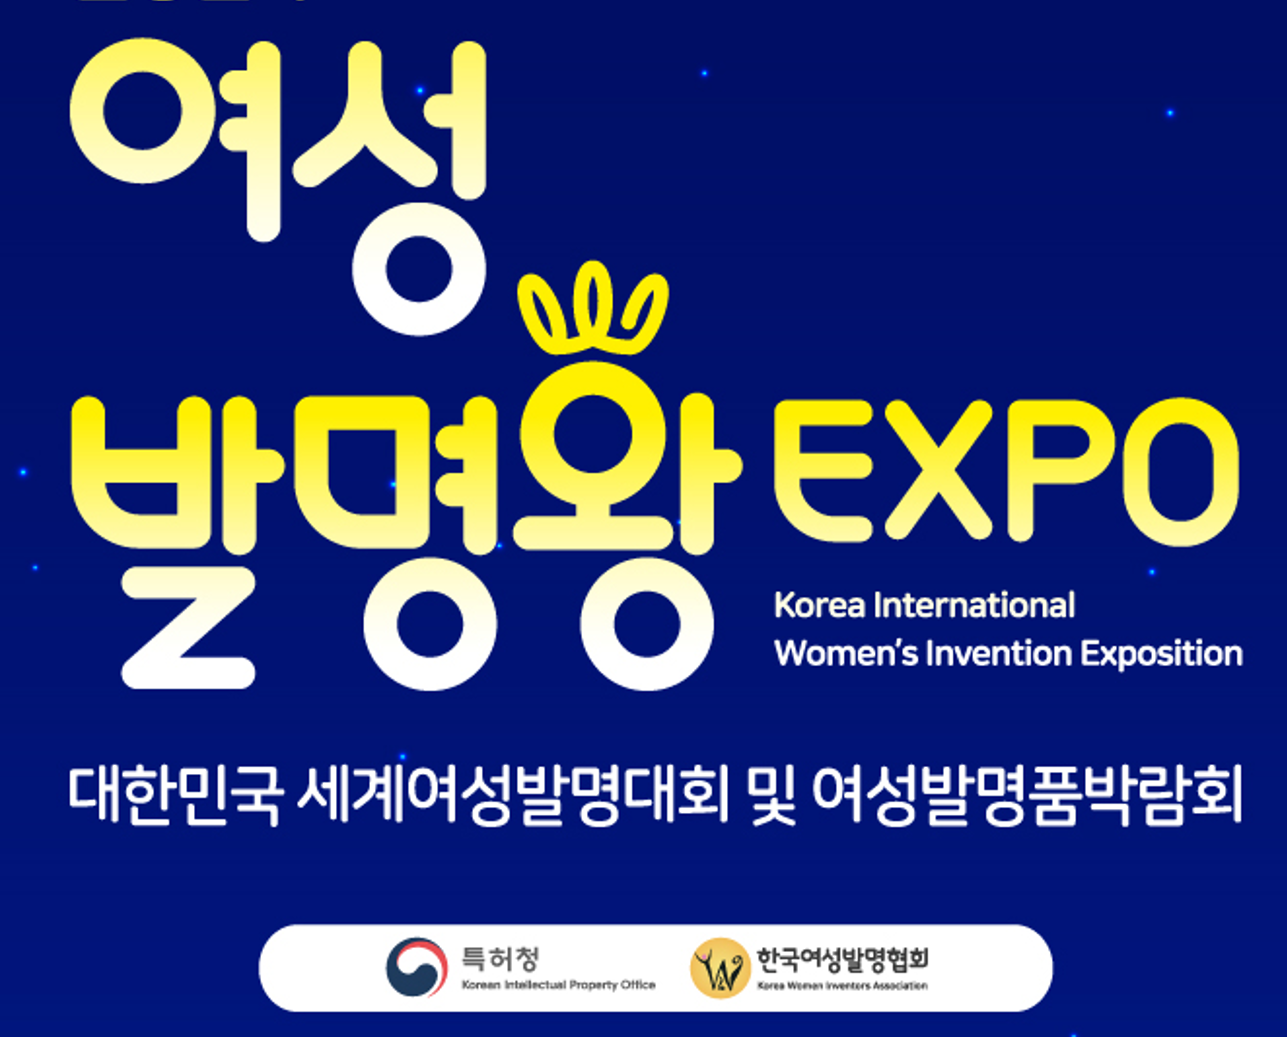 여성
발명왕 EXPO
Korea International
Women's Invention Exposition
대한민국 세계여성발명대회 및 여성발명품박람회
특허청
Korean Intellectual Property Office
한국여성발명협회
Korea Women Inventors Association